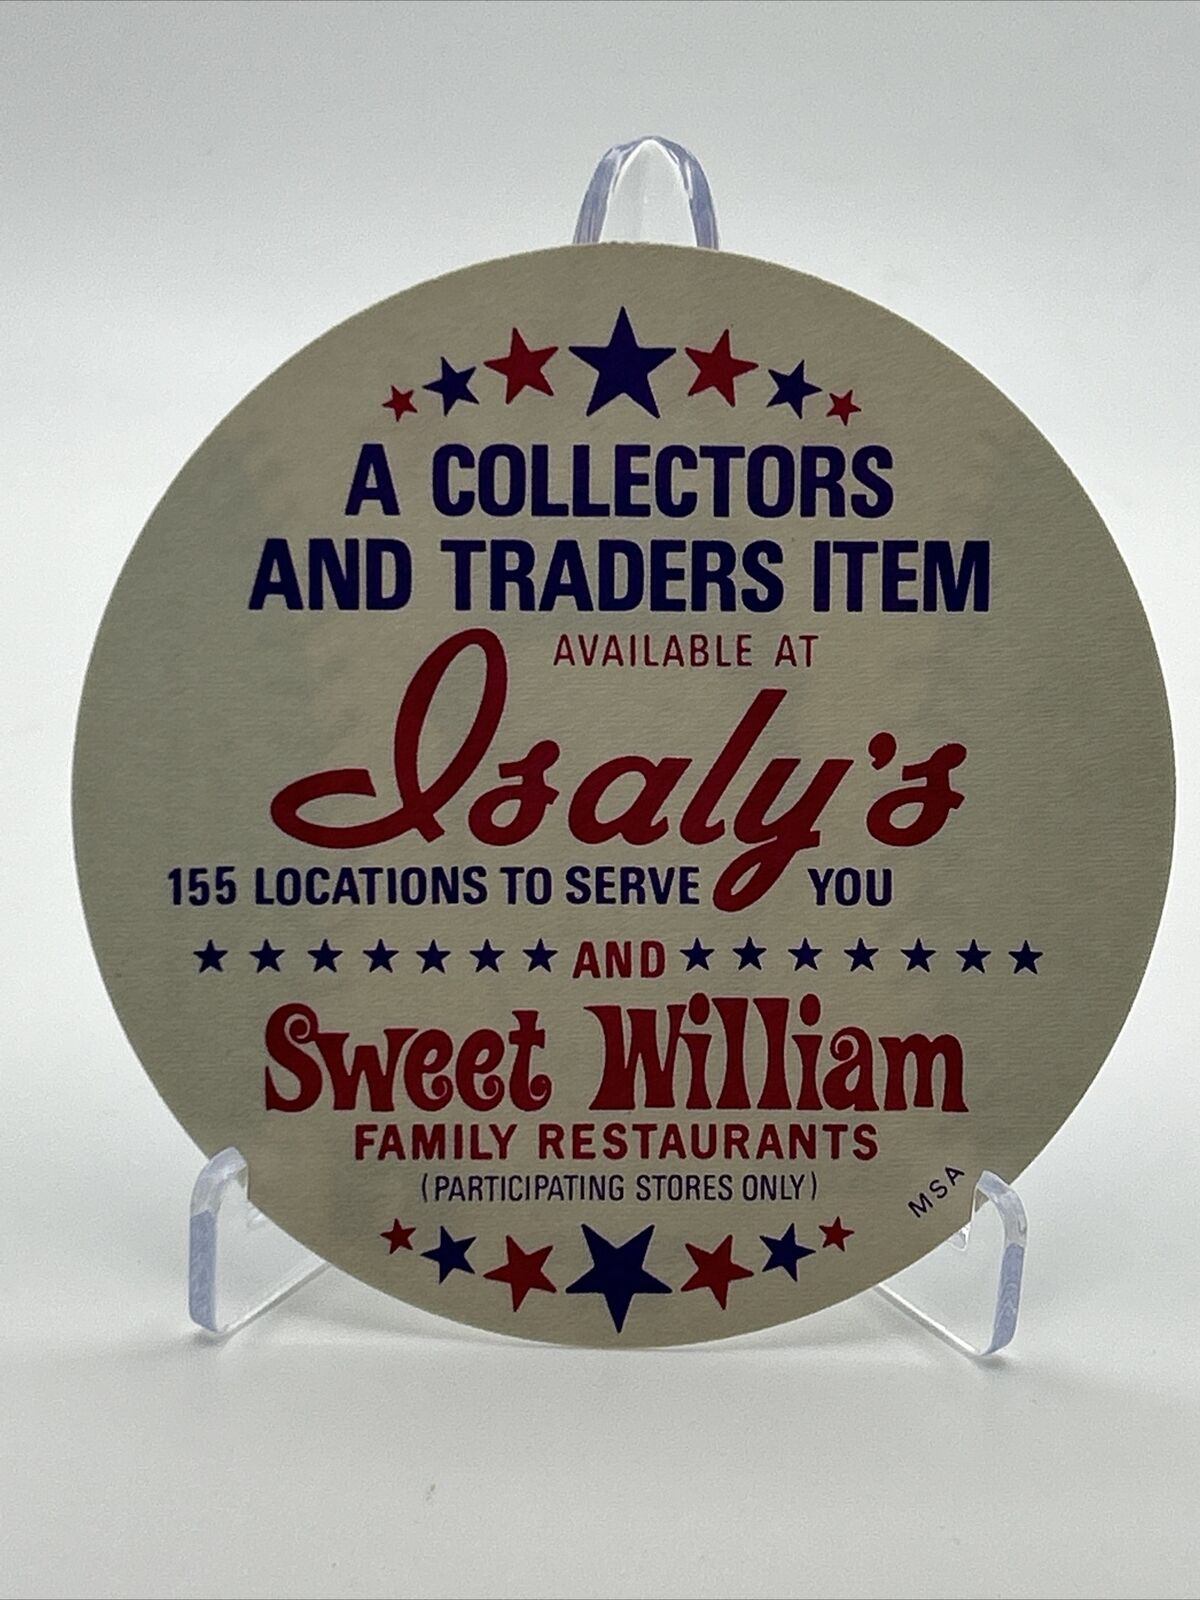 A COLLECTORS
AND TRADERS ITEM
AVAILABLE AT
Isaly's
155 LOCATIONS TO SERVE YOU
AND
Sweet William
FAMILY RESTAURANTS
(PARTICIPATING STORES ONLY)
MSA